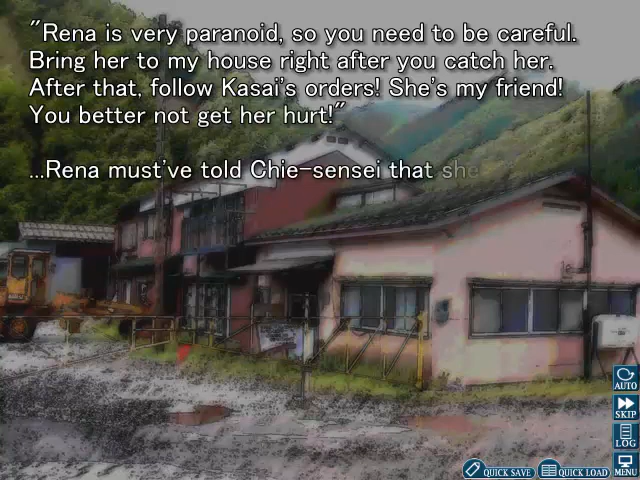 "Rena is very paranoid, so you need to be careful.
Bring her to my house right after you catch her.
After that, follow Kasai's orders! She's my friend!
You better not get her hurt!"
...Rena must've told Chie-sensei that she
AUTO
SKIP
LOG
MENU
QUICK SAVE
QUICK LOAD